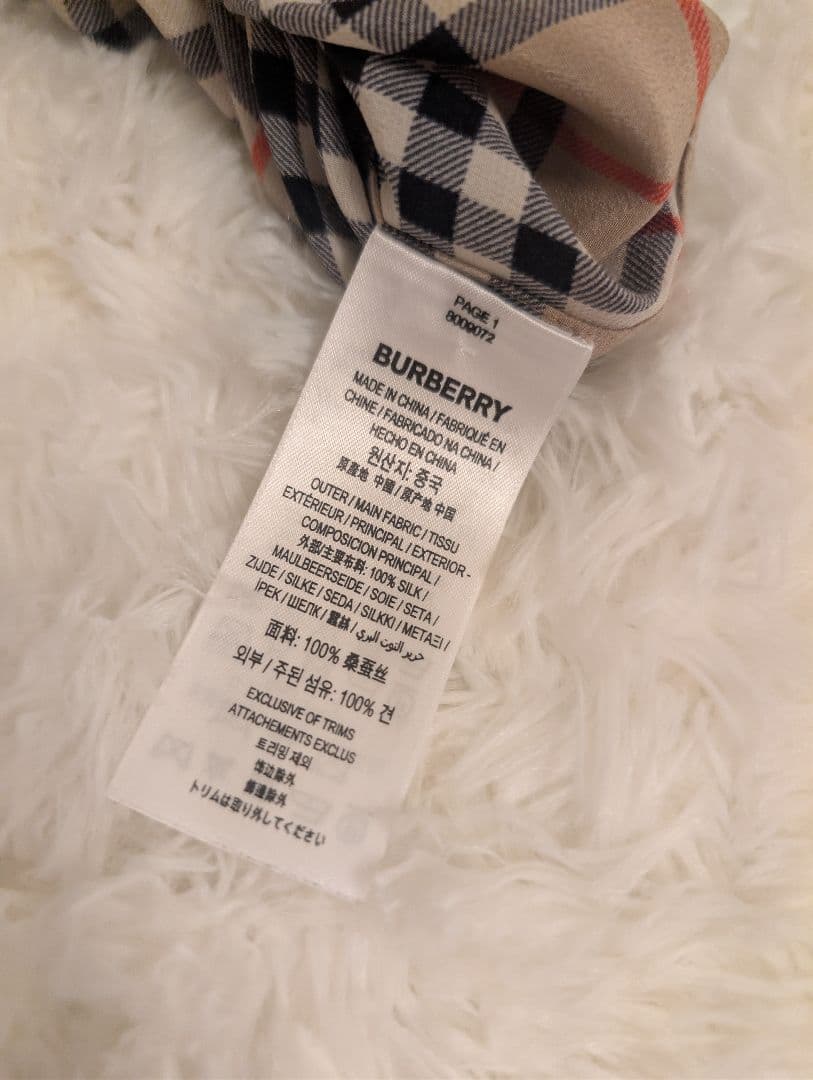 PAGE 1
8009072
BURBERRY
MADE IN CHINA / FABRIQUÉ EN
CHINE / FABRICADO NA CHINA /
HECHO EN CHINA
원산지: 중국
原產地 中國 / 原产地 中国
OUTER / MAIN FABRIC / TISSU
EXTÉRIEUR / PRINCIPAL / EXTERIOR -
COMPOSICION PRINCIPAL /
外部/主要布料: 100% SILK /
MAULBEERSEIDE / SOIE / SETA /
ZIJDE / SILKE / SEDA / SILKKI / ΜΕΤΑΞΙ /
İPEK / ШЕЛК / 蠶絲 / حرير التوت البري
面料: 100% 桑蚕丝
외부 / 주된 섬유: 100% 견
EXCLUSIVE OF TRIMS
ATTACHEMENTS EXCLUS
트리밍 제외
饰边除外
飾邊除外
トリムは取り外してください